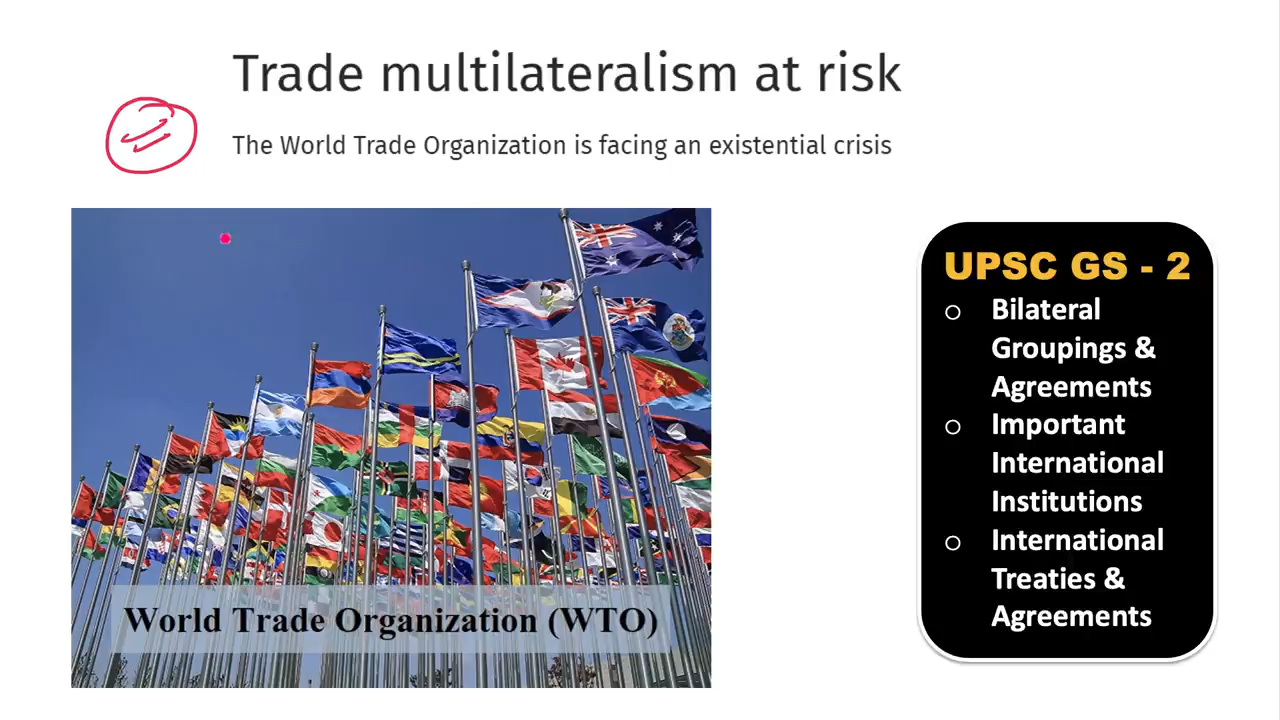 Trade multilateralism at risk
The World Trade Organization is facing an existential crisis
World Trade Organization (WTO)
UPSC GS - 2
Bilateral
Groupings &
Agreements
Important
International
Institutions
International
Treaties &
Agreements